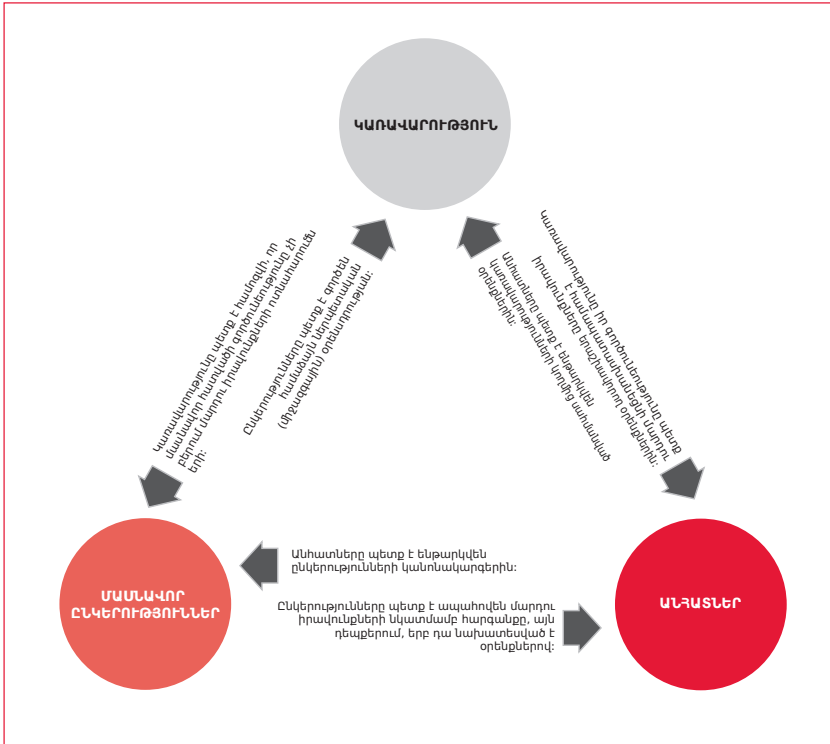 ԿԱՌԱՎԱՐՈՒԹՅՈՒՆ
Կառավարությունը պետք է համոզվի, որ
մասնավոր հատվածի գործունեությունը չի
բերում մարդու իրավունքների ոտնահարումն
երի:
Ընկերությունները պետք է գործեն
համաձայն ներպետական
(միջազգային) օրենդրության:
Անհատները պետք է ենթարկվեն
կառավարությունների կողմից սահմանված
օրենքներին:
Կառավարությունը իր գործունեությունը պետք
է համապատասխանեցնի մարդու
իրավունքները երաշխավորող օրենքներին:
ՄԱՍՆԱՎՈՐ
ԸՆԿԵՐՈՒԹՅՈՒՆՆԵՐ
Անհատները պետք է ենթարկվեն
ընկերությունների կանոնակարգերին:
Ընկերությունները պետք է ապահովեն մարդու
իրավունքների նկատմամբ հարգանքը, այն
դեպքերում, երբ դա նախատեսված է
օրենքներով:
ԱՆՀԱՏՆԵՐ